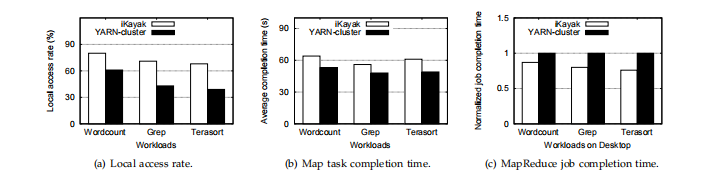 iKayak
YARN-cluster
Local access rate (%)
90
60
30
0
Wordcount Grep Terasort
Workloads
(a) Local access rate.
iKayak
YARN-cluster
Average completion time (s)
90
60
30
0
Wordcount Grep Terasort
Workloads
(b) Map task completion time.
iKayak
YARN-cluster
Normalized job completion time
1.5
1
0.5
0
Wordcount Grep Terasort
Workloads on Desktop
(c) MapReduce job completion time.